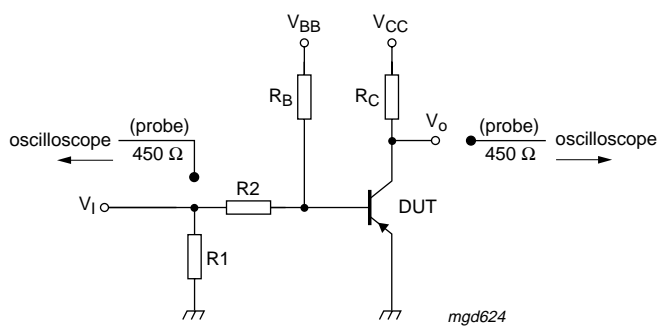 VBB
VCC
RB
RC
Vo
(probe)
450 Ω
oscilloscope
(probe)
450 Ω
oscilloscope
R2
VI
DUT
R1
mgd624